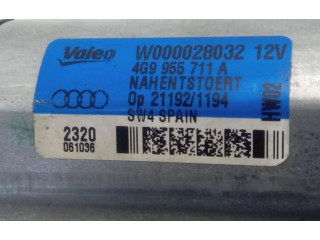 Valeo W000028032 12V
4G9 955 711 A
NAHENTSTOERT
Op 21192/1194
SW4 SPAIN
HW02
2320
061036